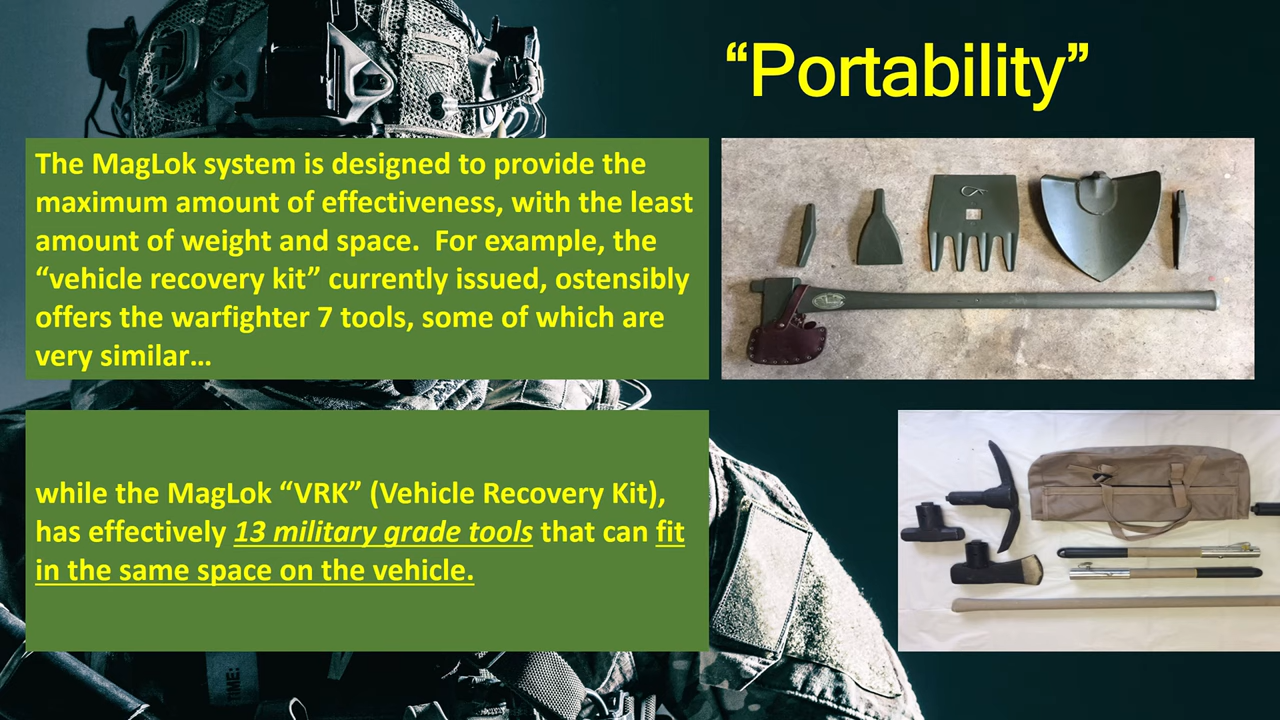 “Portability”
The MagLok system is designed to provide the
maximum amount of effectiveness, with the least
amount of weight and space.  For example, the
“vehicle recovery kit” currently issued, ostensibly
offers the warfighter 7 tools, some of which are
very similar…
while the MagLok “VRK” (Vehicle Recovery Kit),
has effectively 13 military grade tools that can fit
in the same space on the vehicle.
TIME: